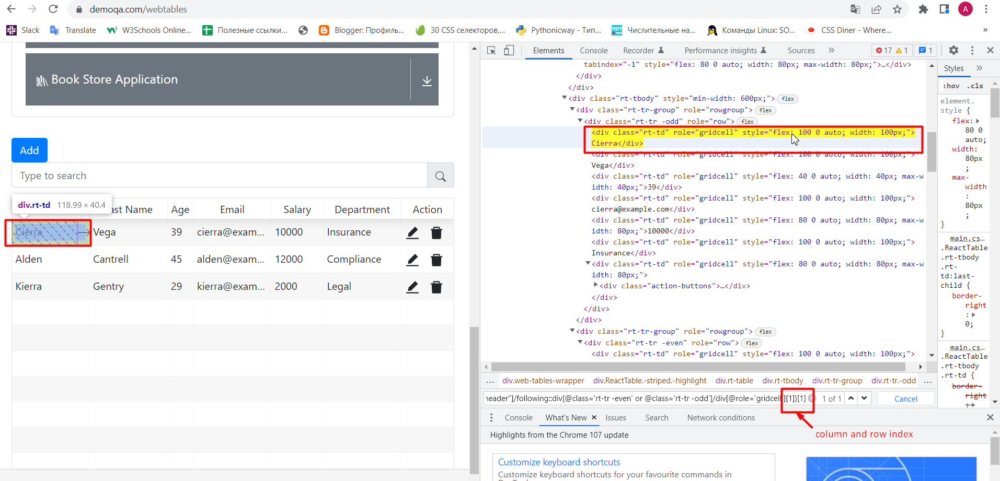 demoqa.com/webtables
A
Slack
Translate
W3Schools Online...
Полезные ссылки...
Blogger: Профиль...
30 CSS селекторов,...
Pythonicway - Тип...
Числительные на...
Команды Linux: SO...
CSS Diner - Where...
»
Book Store Application
Add
Type to search
div.rt-td 118.99 × 40.4
ast Name Age Email Salary Department Action
Cierra Vega 39 cierra@exam... 10000 Insurance
Alden Cantrell 45 alden@exam... 12000 Compliance
Kierra Gentry 29 kierra@exam... 2000 Legal
Elements Console Recorder Performance insights Sources » 17 1 1
tabindex="-1" style="flex: 80 0 auto; width: 80px; max-width: 80px;">…</div>
</div>
</div>
<div class="rt-tbody" style="min-width: 600px;"> flex
<div class="rt-tr-group" role="rowgroup"> flex
<div class="rt-tr -odd" role="row"> flex
<div class="rt-td" role="gridcell" style="flex: 100 0 auto; width: 100px;">
Cierra</div>
<div class="rt-td" role="gridcell" style="flex: 100 0 auto; width: 100px;">
Vega</div>
<div class="rt-td" role="gridcell" style="flex: 40 0 auto; width: 40px; max-w
idth: 40px;">39</div>
<div class="rt-td" role="gridcell" style="flex: 100 0 auto; width: 100px;">
cierra@example.com</div>
<div class="rt-td" role="gridcell" style="flex: 80 0 auto; width: 80px; max-w
idth: 80px;">10000</div>
<div class="rt-td" role="gridcell" style="flex: 100 0 auto; width: 100px;">
Insurance</div>
<div class="rt-td" role="gridcell" style="flex: 80 0 auto; width: 80px; max-w
idth: 80px;">
<div class="action-buttons">…</div>
</div>
</div>
</div>
<div class="rt-tr-group" role="rowgroup"> flex
<div class="rt-tr -even" role="row"> flex
<div class="rt-td" role="gridcell" style="flex: 100 0 auto; width: 100px;">
... div.web-tables-wrapper div.ReactTable.-striped.-highlight div.rt-table div.rt-tbody div.rt-tr-group div.rt-tr.-odd ...
header"]/following::div[@class='rt-tr -even' or @class='rt-tr -odd']/div[@role='gridcell'][1])[1] 1 of 1 Cancel
column and row index
Console What's New Issues Search Network conditions
Highlights from the Chrome 107 update
Customize keyboard shortcuts
Customize keyboard shortcuts for your favourite commands in
Styles »
:hov .cls
element.
style {
flex:
80 0
auto;
width:
80px
;
max-
width
:
80px
;
}
main.cs…
.ReactTable
.rt-tbody
.rt-
td:last-
child {
border-
right
:
0;
}
main.cs…
.ReactTable
.rt-tbody
.rt-td {
border-
right
: